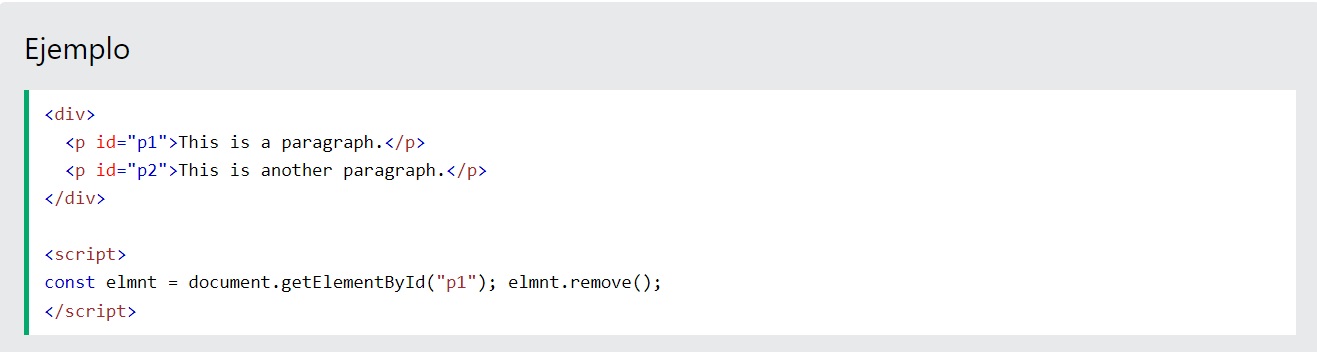 Ejemplo
<div>
<p id="p1">This is a paragraph.</p>
<p id="p2">This is another paragraph.</p>
</div>
<script>
const elmnt = document.getElementById("p1"); elmnt.remove();
</script>